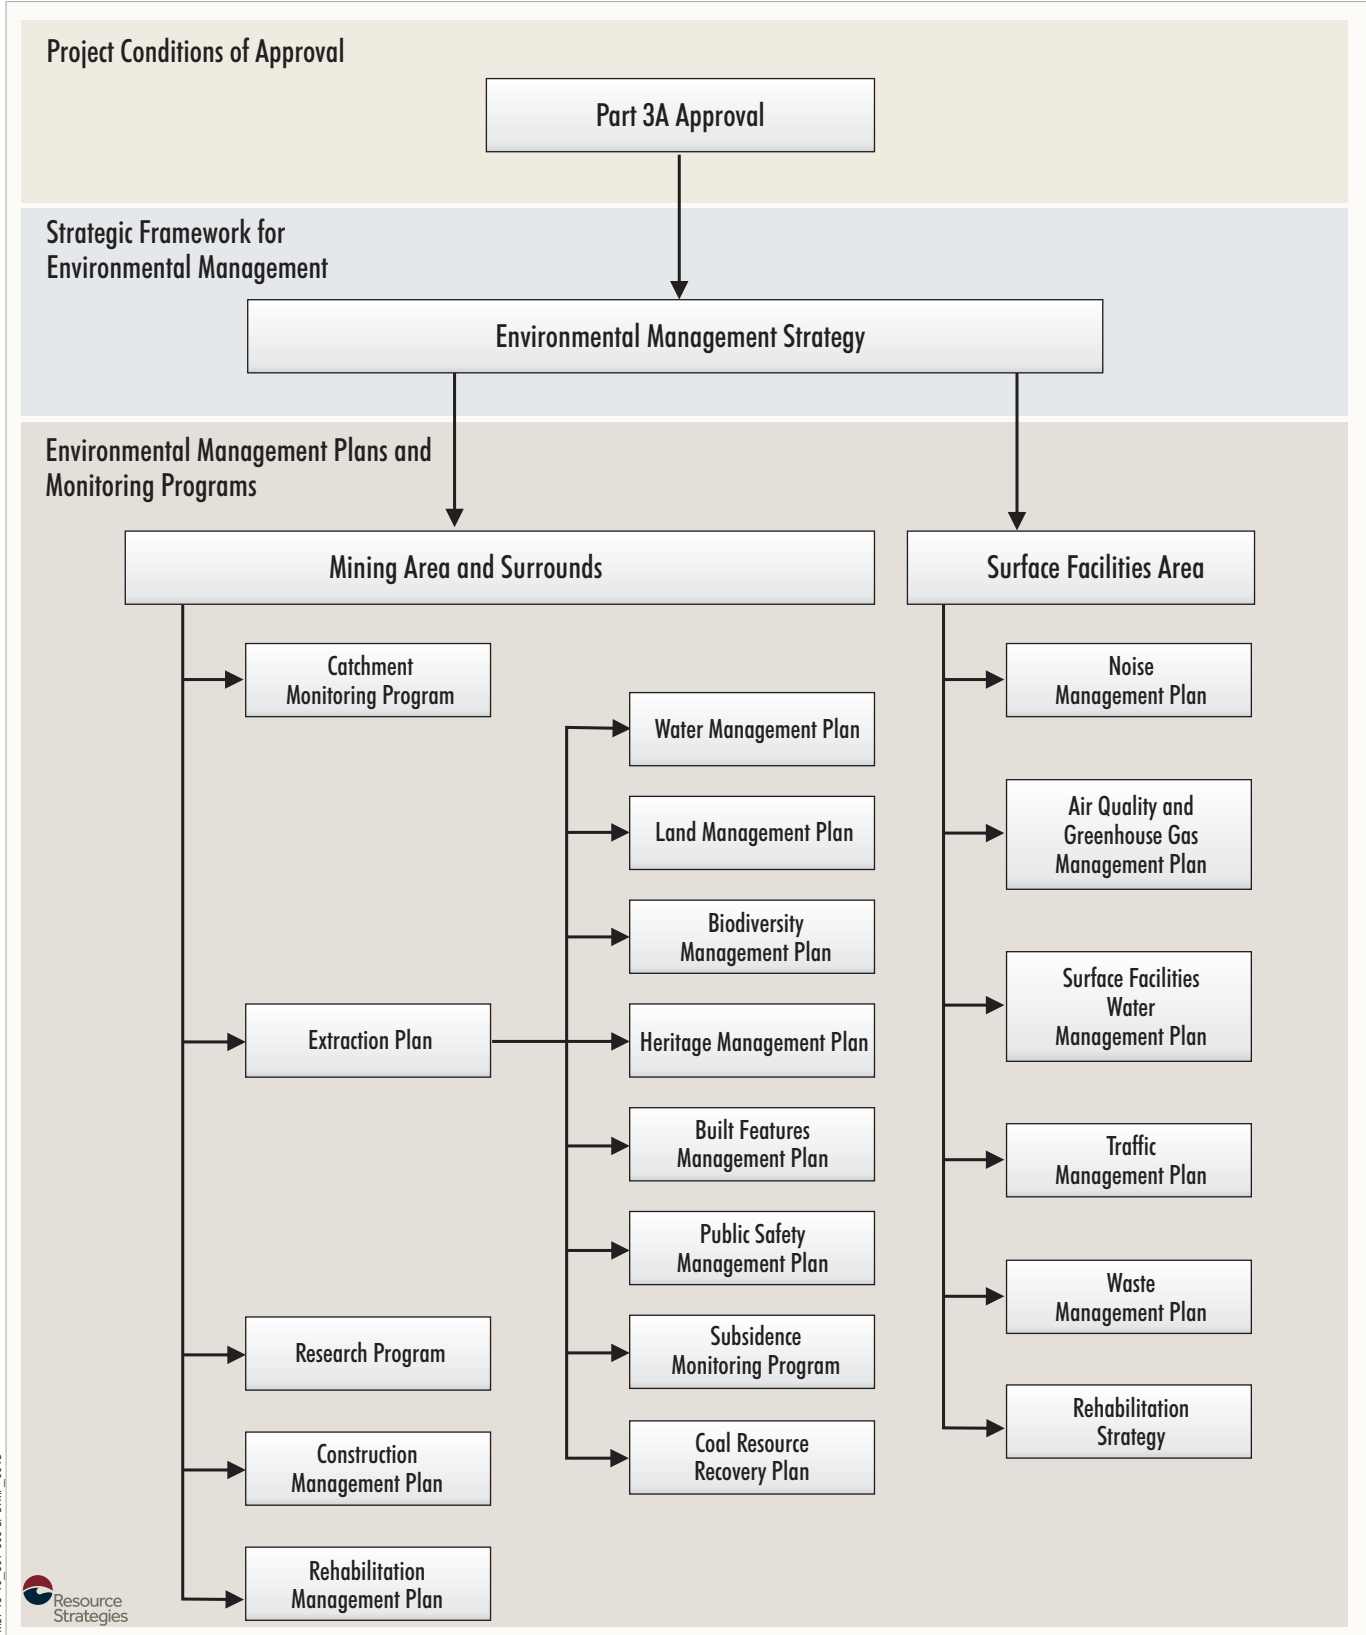 Project Conditions of Approval
Part 3A Approval
Strategic Framework for
Environmental Management
Environmental Management Strategy
Environmental Management Plans and
Monitoring Programs
Mining Area and Surrounds
Surface Facilities Area
Catchment
Monitoring Program
Extraction Plan
Research Program
Construction
Management Plan
Rehabilitation
Management Plan
Water Management Plan
Land Management Plan
Biodiversity
Management Plan
Heritage Management Plan
Built Features
Management Plan
Public Safety
Management Plan
Subsidence
Monitoring Program
Coal Resource
Recovery Plan
Noise
Management Plan
Air Quality and
Greenhouse Gas
Management Plan
Surface Facilities
Water
Management Plan
Traffic
Management Plan
Waste
Management Plan
Rehabilitation
Strategy
Resource
Strategies